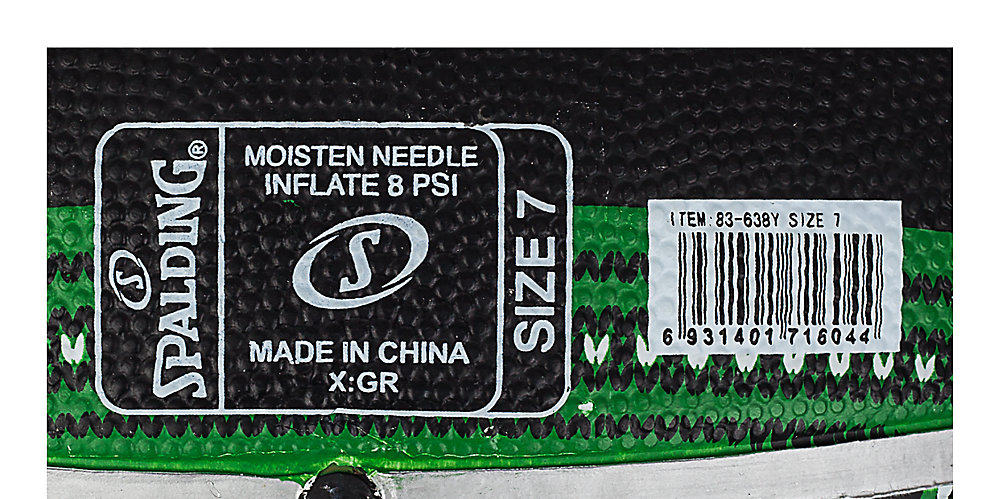 SPALDING®
MOISTEN NEEDLE
INFLATE 8 PSI
S
S
MADE IN CHINA
X:GR
SIZE 7
ITEM:83-638Y SIZE 7
6 931401 716044